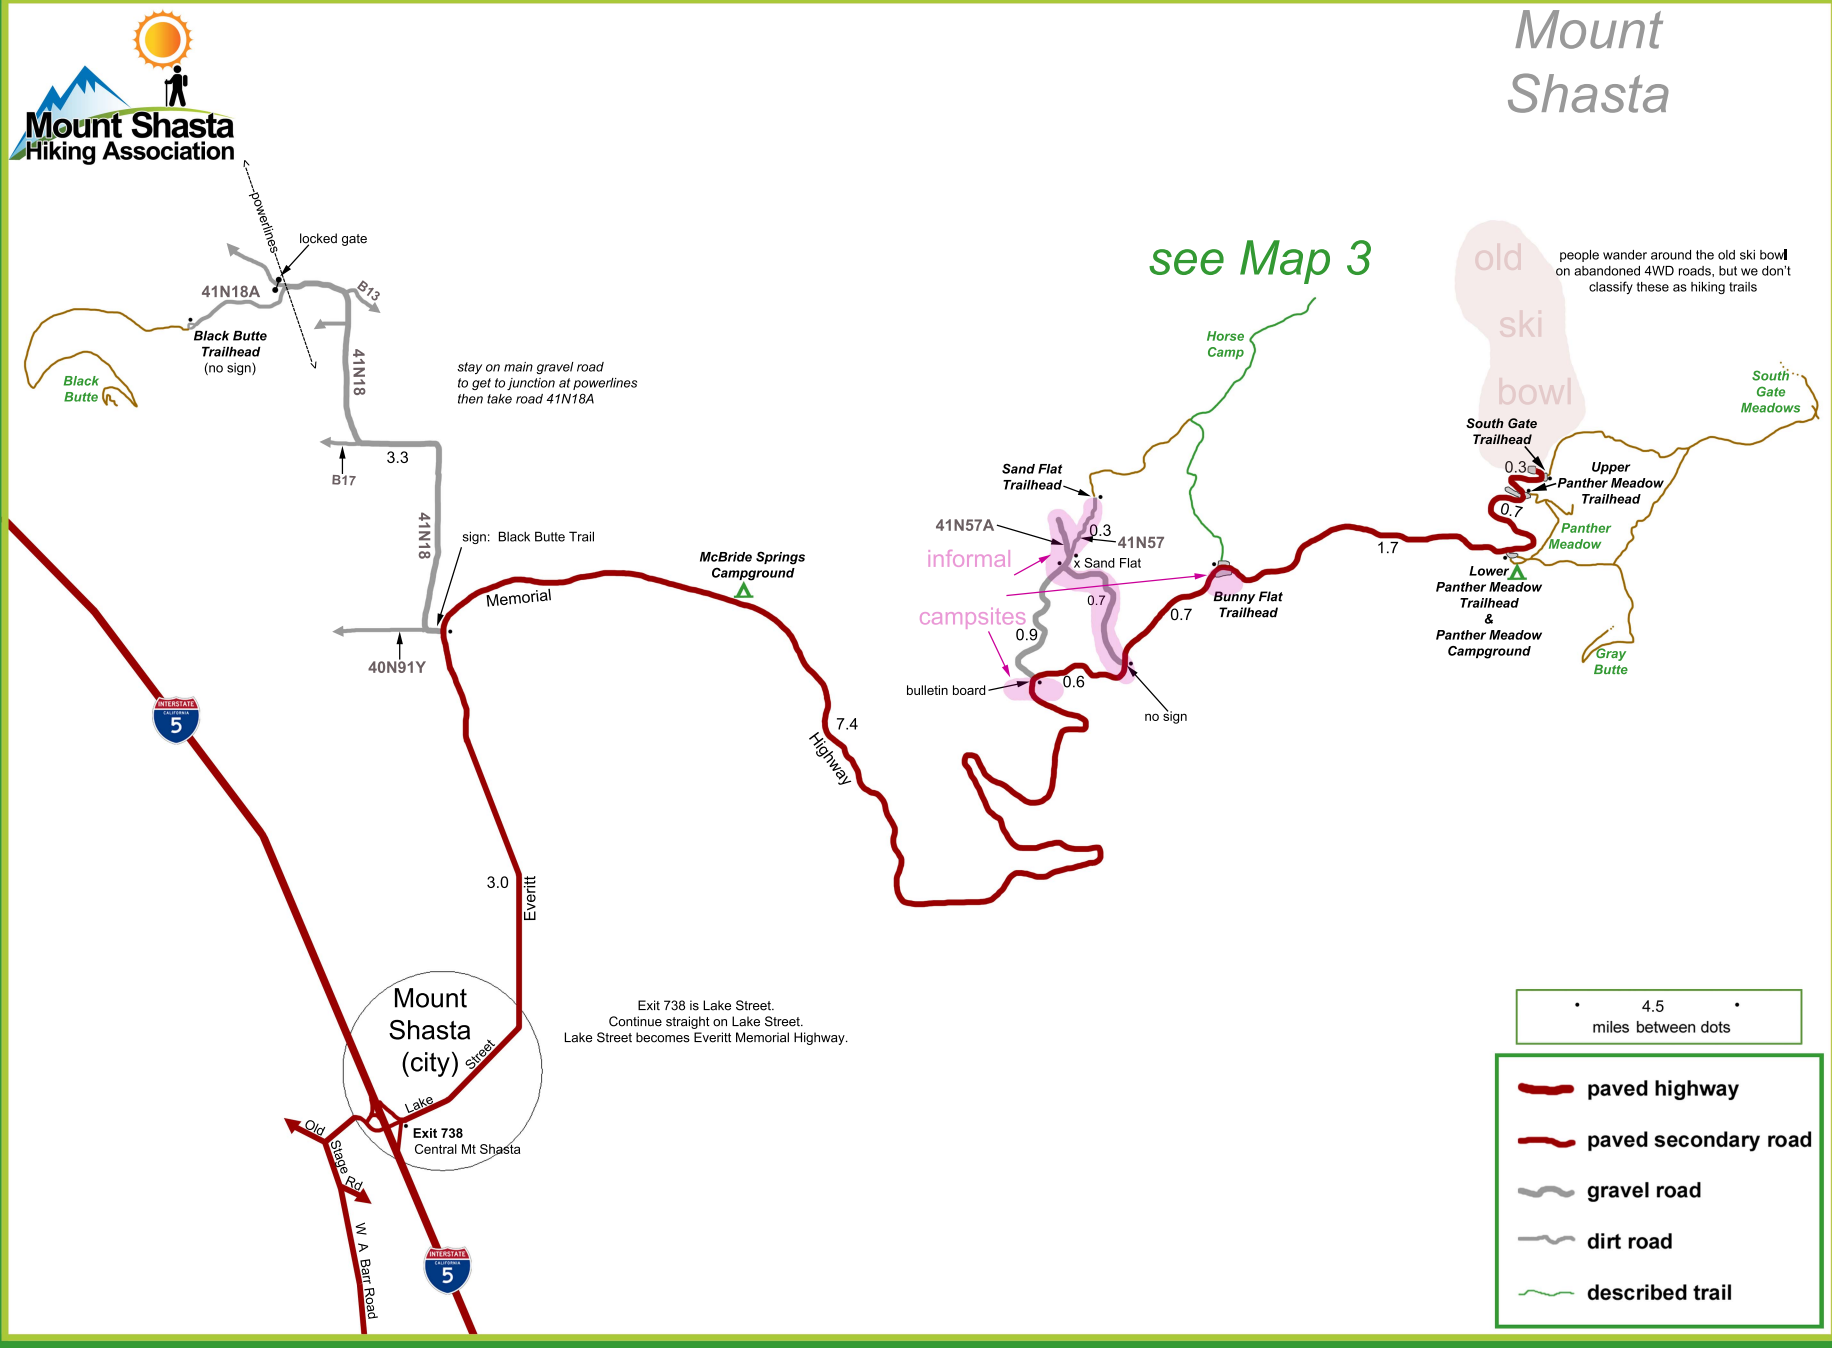 Mount
Shasta
Mount Shasta
Hiking Association
powerlines
locked gate
41N18A
B13
Black Butte
Trailhead
(no sign)
Black
Butte
41N18
stay on main gravel road
to get to junction at powerlines
then take road 41N18A
3.3
B17
41N18
sign: Black Butte Trail
40N91Y
Memorial
McBride Springs
Campground
7.4
Highway
INTERSTATE
CALIFORNIA
5
3.0
Everitt
Mount
Shasta
(city)
Street
Lake
Exit 738
Central Mt Shasta
Old
Stage Rd
W A Barr Road
INTERSTATE
CALIFORNIA
5
Exit 738 is Lake Street.
Continue straight on Lake Street.
Lake Street becomes Everitt Memorial Highway.
see Map 3
Horse
Camp
Sand Flat
Trailhead
41N57A
0.3
41N57
informal
x Sand Flat
campsites
0.7
0.9
bulletin board
0.6
no sign
0.7
Bunny Flat
Trailhead
1.7
old
ski
bowl
people wander around the old ski bowl
on abandoned 4WD roads, but we don't
classify these as hiking trails
South
Gate
Meadows
South Gate
Trailhead
0.3
Upper
Panther Meadow
Trailhead
0.7
Panther
Meadow
Lower
Panther Meadow
Trailhead
&
Panther Meadow
Campground
Gray
Butte
4.5
miles between dots
paved highway
paved secondary road
gravel road
dirt road
described trail